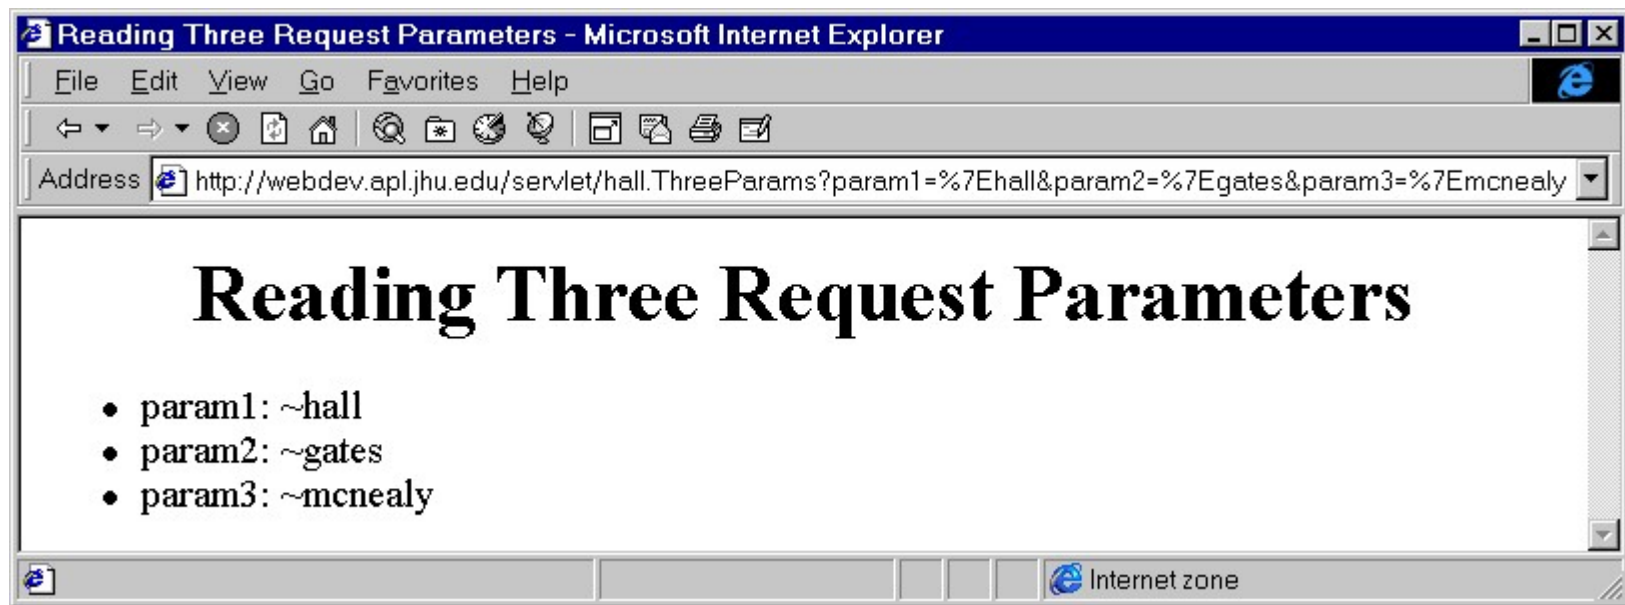 Reading Three Request Parameters - Microsoft Internet Explorer
File Edit View Go Favorites Help
Address http://webdev.apl.jhu.edu/servlet/hall.ThreeParams?param1=%7Ehall&param2=%7Egates&param3=%7Emcnealy
Reading Three Request Parameters
• param1: ~hall
• param2: ~gates
• param3: ~mcnealy
Internet zone